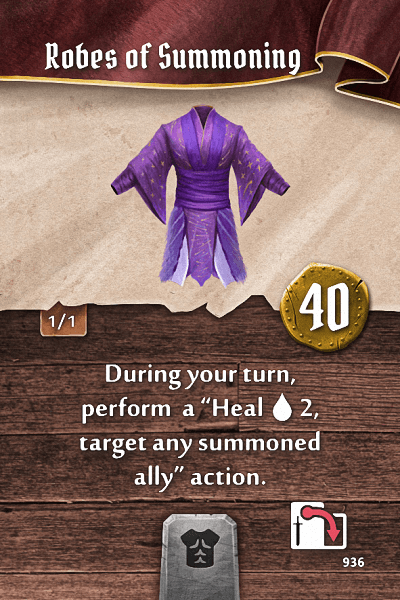 Robes of Summoning
40
1/1
During your turn,
perform a “Heal 2,
target any summoned
ally” action.
936